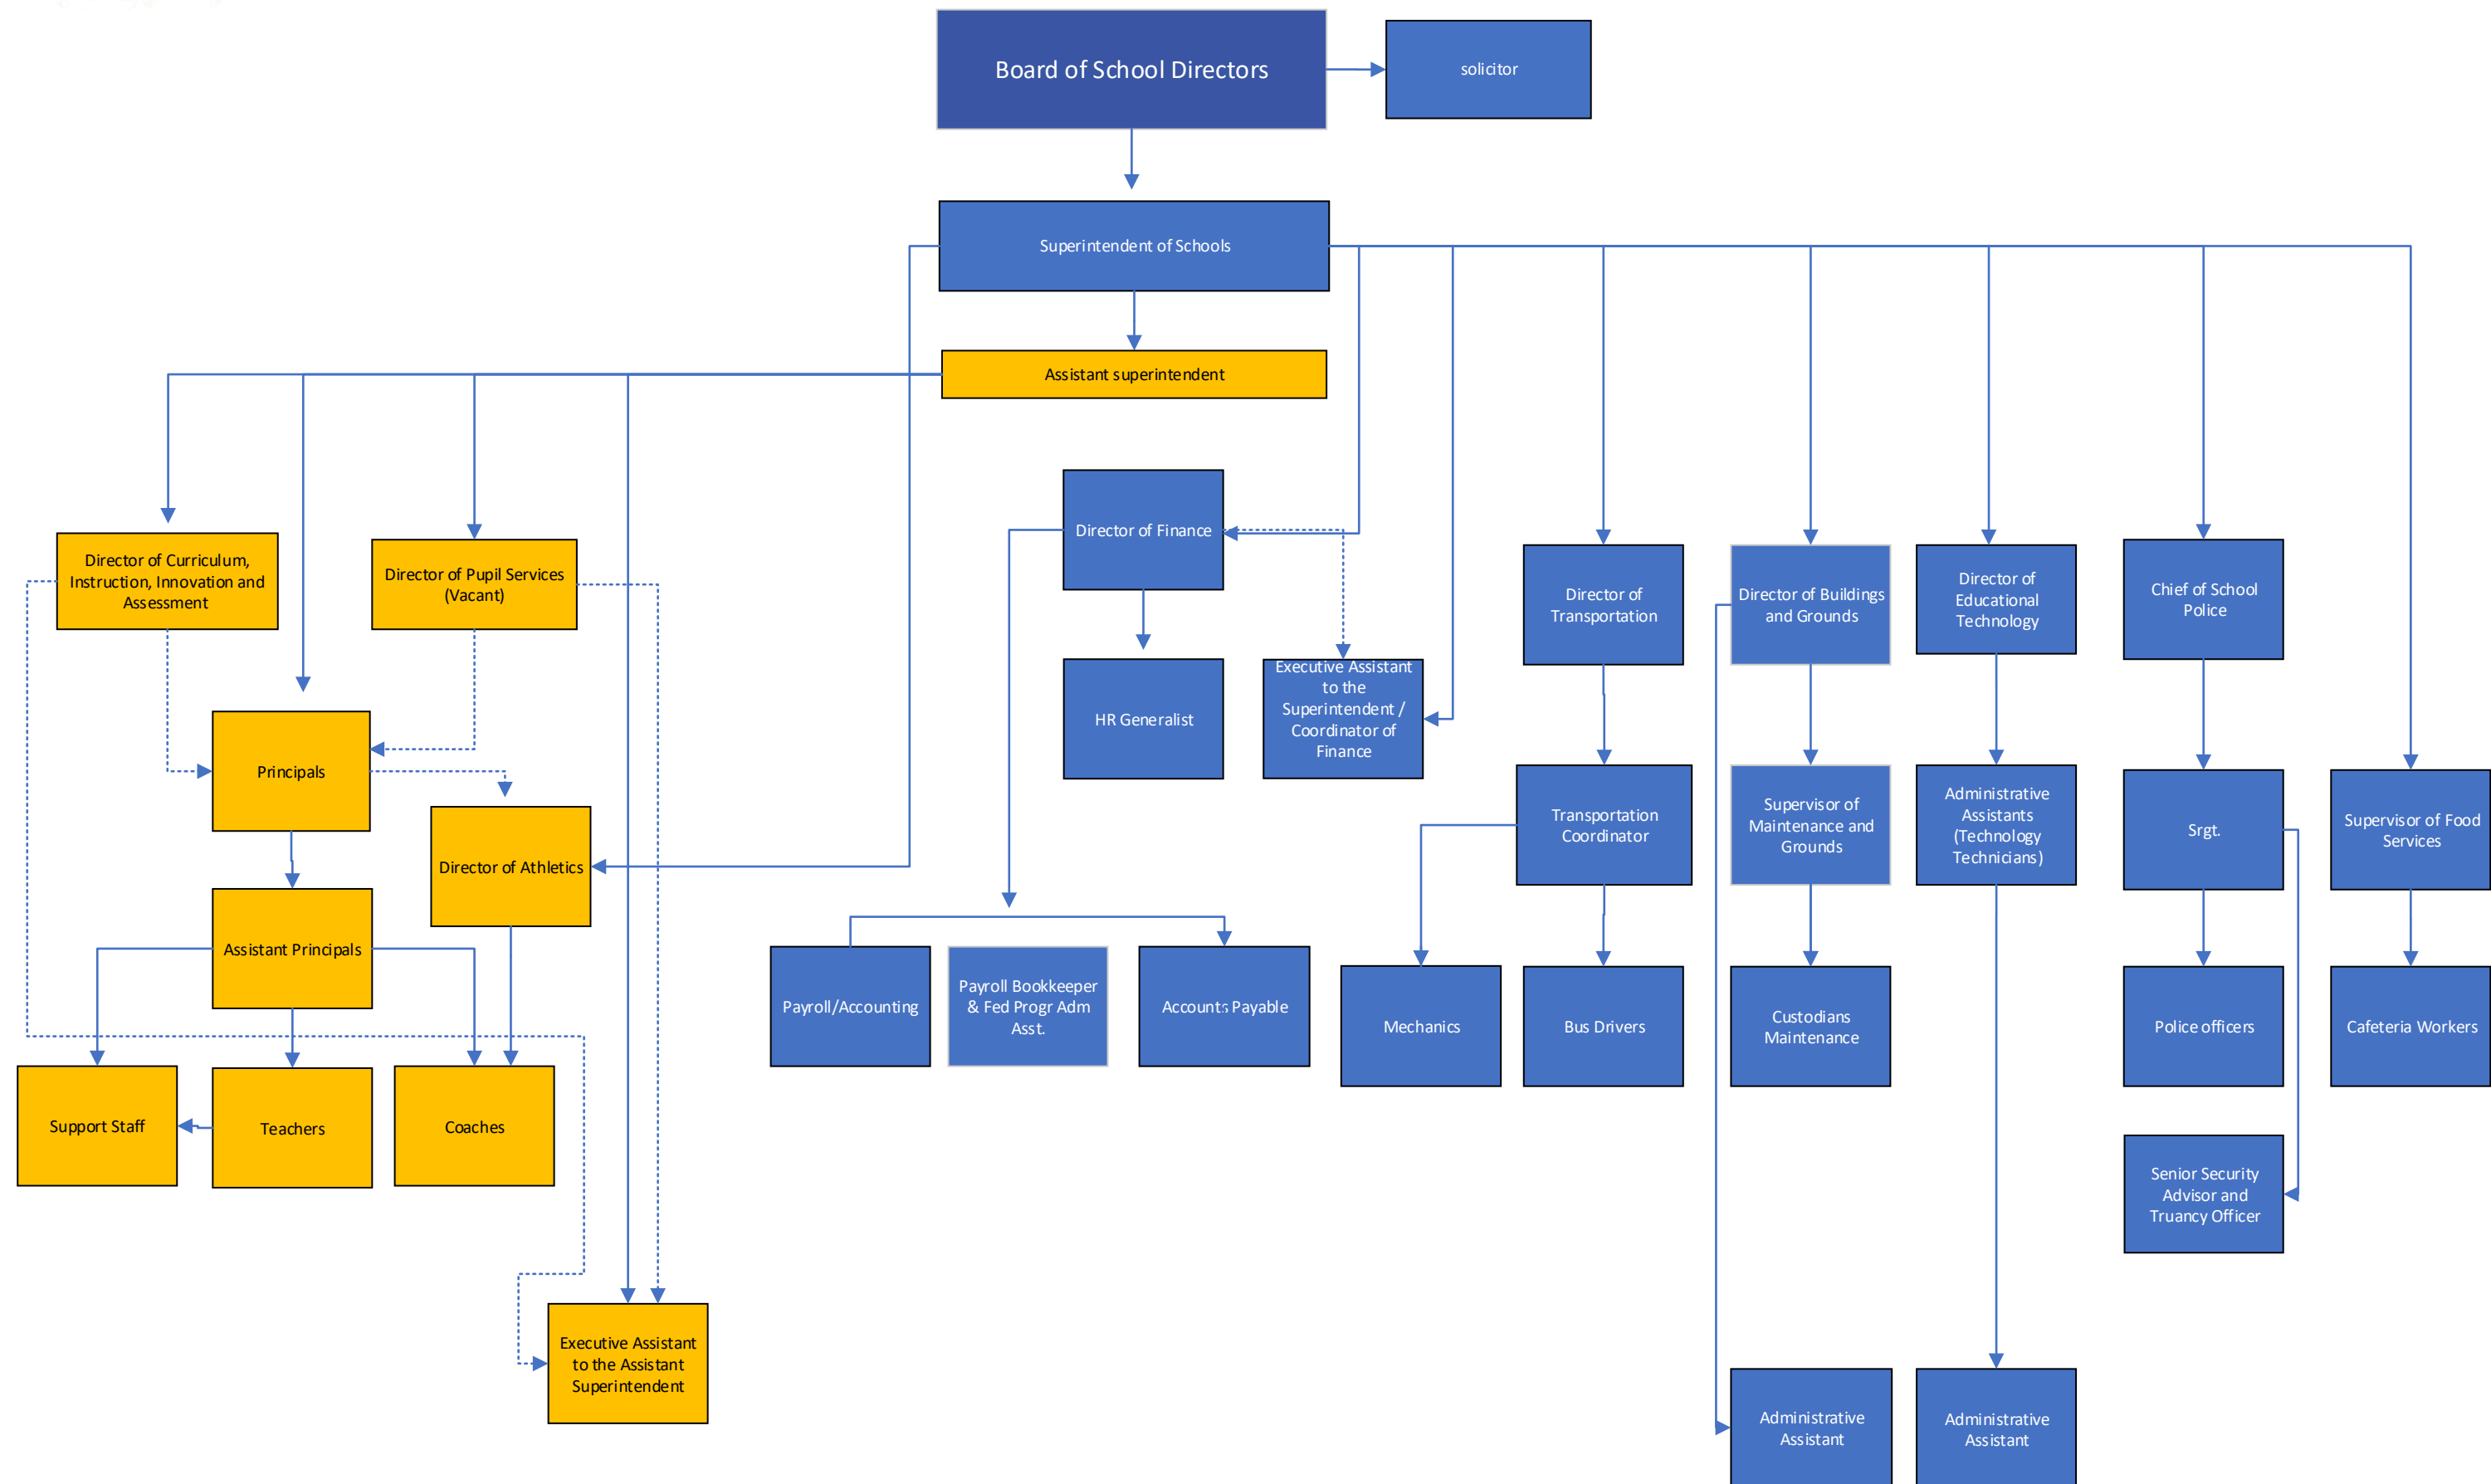 Board of School Directors
solicitor
Superintendent of Schools
Assistant superintendent
Director of Curriculum,
Instruction, Innovation and
Assessment
Director of Pupil Services
(Vacant)
Director of Finance
Director of
Transportation
Director of Buildings
and Grounds
Director of
Educational
Technology
Chief of School
Police
Principals
HR Generalist
Executive Assistant
to the
Superintendent /
Coordinator of
Finance
Director of Athletics
Transportation
Coordinator
Supervisor of
Maintenance and
Grounds
Administrative
Assistants
(Technology
Technicians)
Srgt.
Supervisor of Food
Services
Assistant Principals
Payroll/Accounting
Payroll Bookkeeper
& Fed Progr Adm
Asst.
Accounts Payable
Mechanics
Bus Drivers
Custodians
Maintenance
Police officers
Cafeteria Workers
Support Staff
Teachers
Coaches
Senior Security
Advisor and
Truancy Officer
Executive Assistant
to the Assistant
Superintendent
Administrative
Assistant
Administrative
Assistant